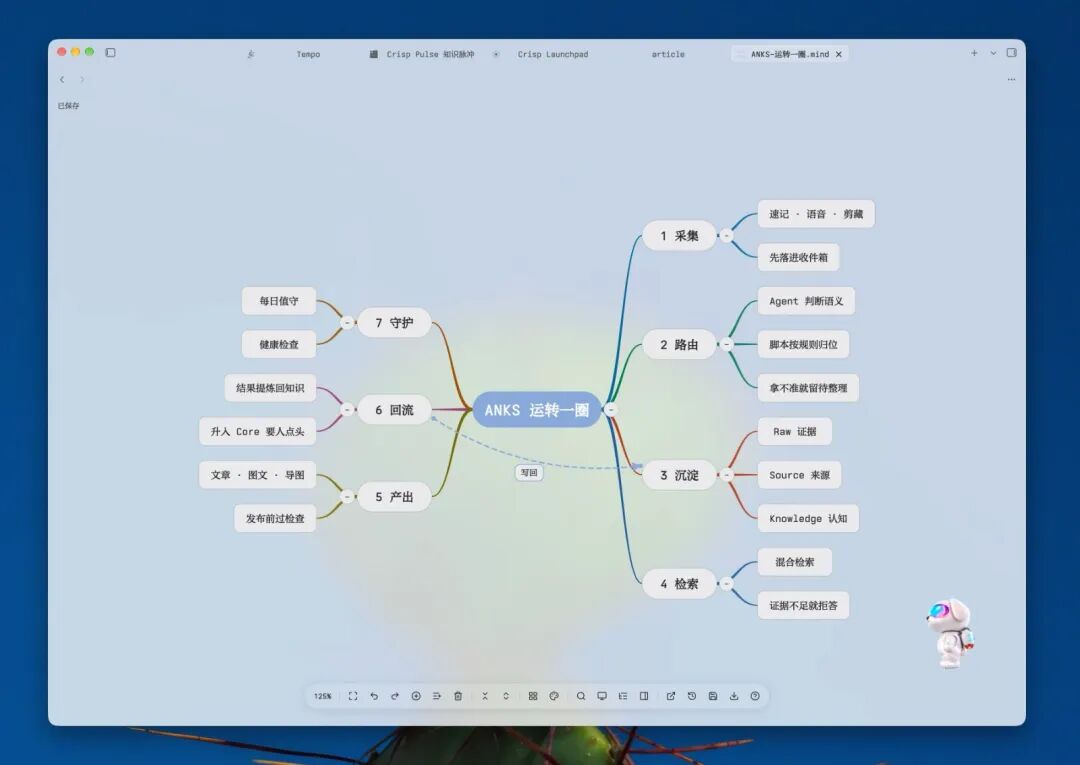 Tempo
Crisp Pulse 知识脉冲
Crisp Launchpad
article
ANKS-运转一圈.mind
已保存
ANKS 运转一圈
1 采集
速记 · 语音 · 剪藏
先落进收件箱
2 路由
Agent 判断语义
脚本按规则归位
拿不准就留待整理
3 沉淀
Raw 证据
Source 来源
Knowledge 认知
4 检索
混合检索
证据不足就拒答
5 产出
文章 · 图文 · 导图
发布前过检查
6 回流
结果提炼回知识
升入 Core 要人点头
7 守护
每日值守
健康检查
写回
125%